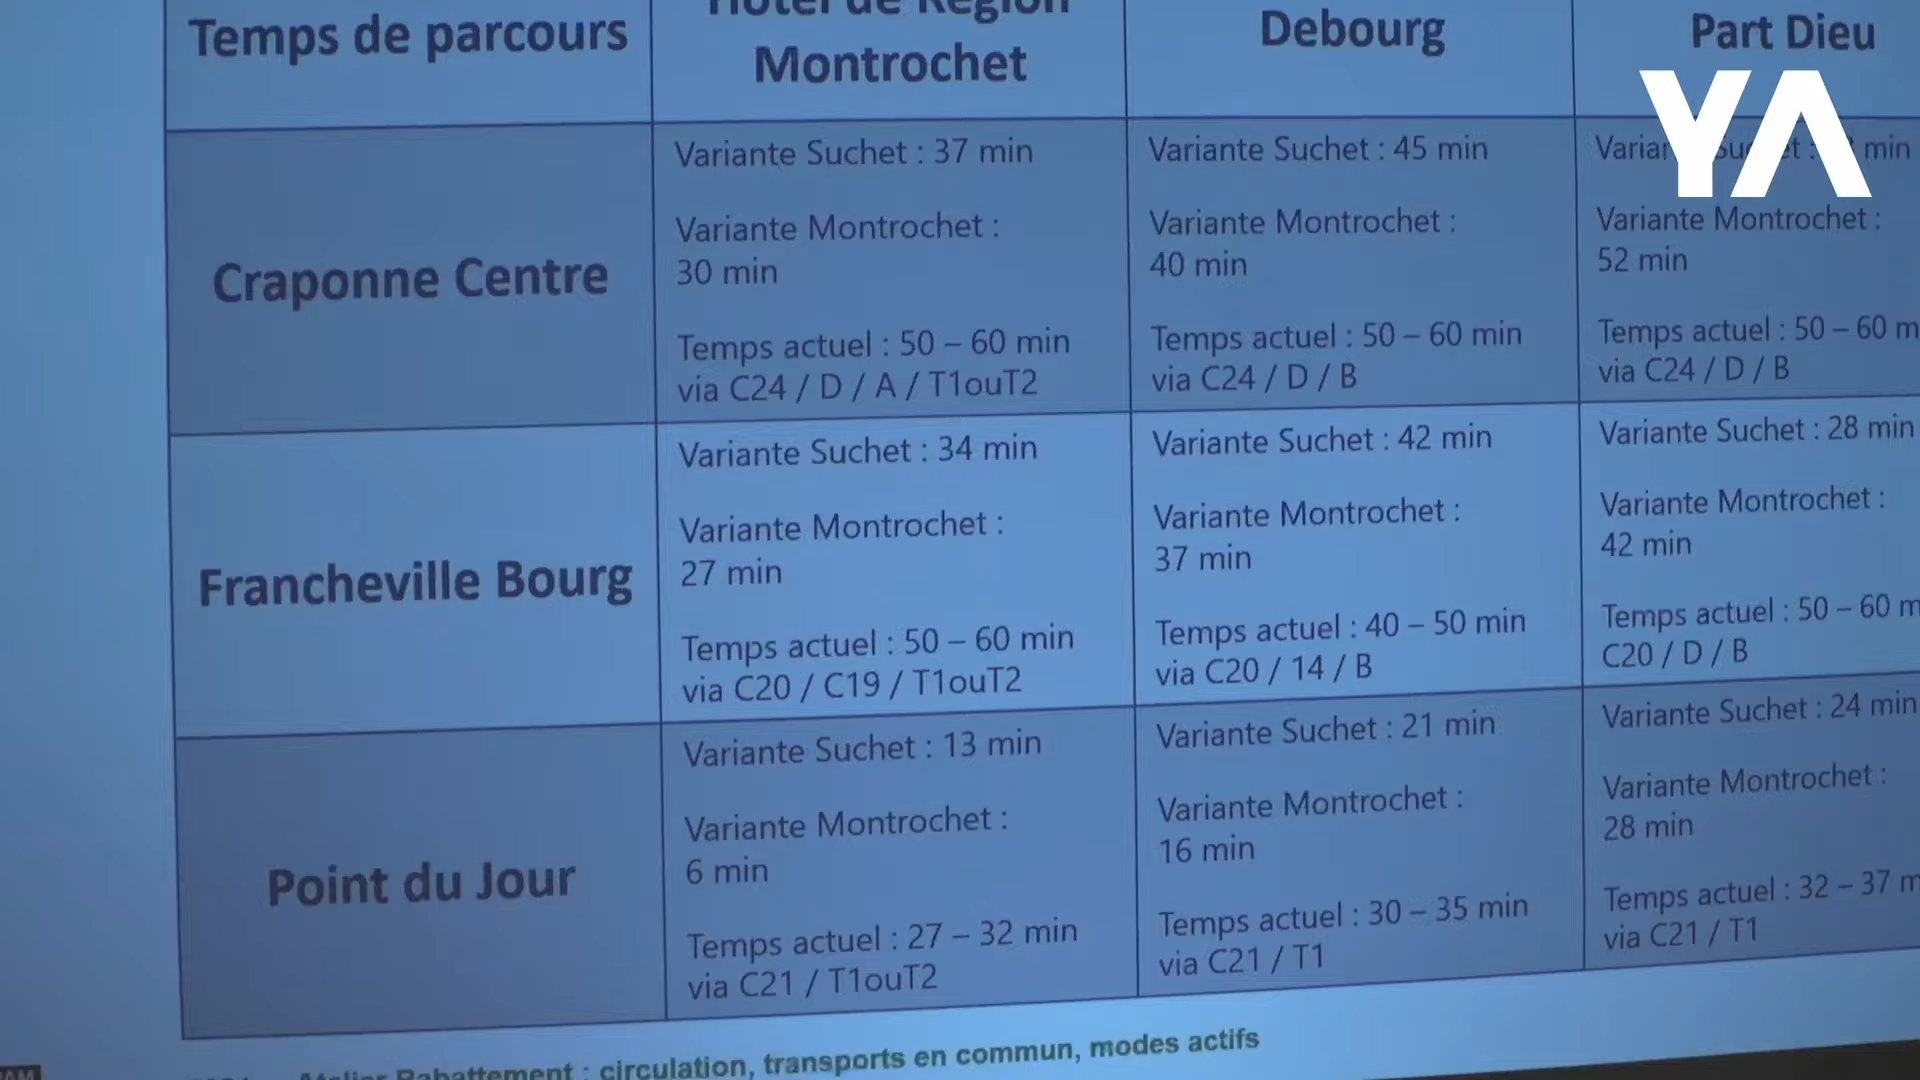 Temps de parcours
Hôtel de Région
Montrochet
Debourg
Part Dieu
YA
Craponne Centre
Variante Suchet : 37 min
Variante Montrochet :
30 min
Temps actuel : 50 – 60 min
via C24 / D / A / T1ouT2
Variante Suchet : 45 min
Variante Montrochet :
40 min
Temps actuel : 50 – 60 min
via C24 / D / B
min
Variante Montrochet :
52 min
Temps actuel : 50 – 60 m
via C24 / D / B
Francheville Bourg
Variante Suchet : 34 min
Variante Montrochet :
27 min
Temps actuel : 50 – 60 min
via C20 / C19 / T1ouT2
Variante Suchet : 42 min
Variante Montrochet :
37 min
Temps actuel : 40 – 50 min
via C20 / 14 / B
Variante Suchet : 28 min
Variante Montrochet :
42 min
Temps actuel : 50 – 60 m
C20 / D / B
Point du Jour
Variante Suchet : 13 min
Variante Montrochet :
6 min
Temps actuel : 27 – 32 min
via C21 / T1ouT2
Variante Suchet : 21 min
Variante Montrochet :
16 min
Temps actuel : 30 – 35 min
via C21 / T1
Variante Suchet : 24 min
Variante Montrochet :
28 min
Temps actuel : 32 – 37 m
via C21 / T1
Atelier Rabattement : circulation, transports en commun, modes actifs